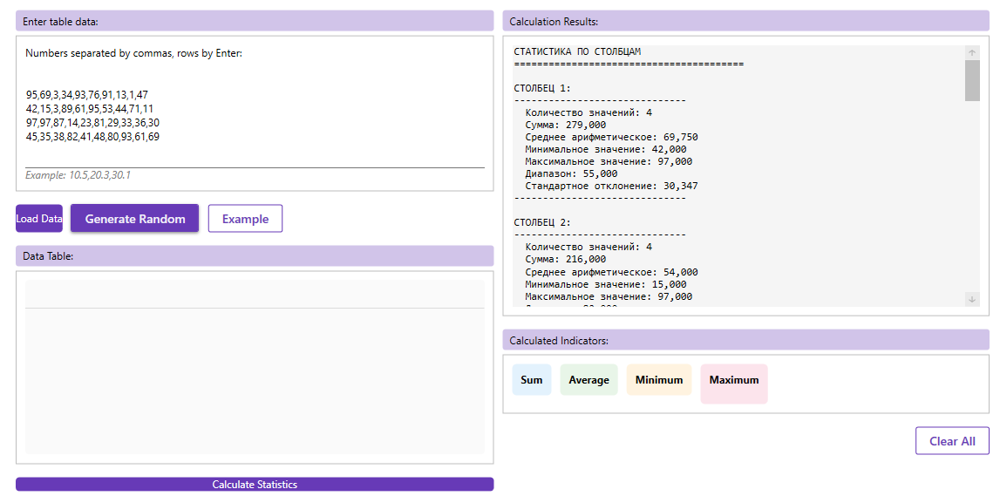 Enter table data:
Numbers separated by commas, rows by Enter:
95,69,3,34,93,76,91,13,1,47
42,15,3,89,61,95,53,44,71,11
97,97,87,14,23,81,29,33,36,30
45,35,38,82,41,48,80,93,61,69
Example: 10.5,20.3,30.1
Load Data
Generate Random
Example
Data Table:
Calculate Statistics
Calculation Results:
СТАТИСТИКА ПО СТОЛБЦАМ
========================================
СТОЛБЕЦ 1:
------------------------------
Количество значений: 4
Сумма: 279,000
Среднее арифметическое: 69,750
Минимальное значение: 42,000
Максимальное значение: 97,000
Диапазон: 55,000
Стандартное отклонение: 30,347
------------------------------
СТОЛБЕЦ 2:
------------------------------
Количество значений: 4
Сумма: 216,000
Среднее арифметическое: 54,000
Минимальное значение: 15,000
Максимальное значение: 97,000
Calculated Indicators:
Sum
Average
Minimum
Maximum
Clear All